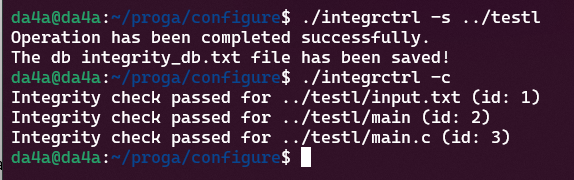 da4a@da4a:~/proga/configure$ ./integrctrl -s ../testl
Operation has been completed successfully.
The db integrity_db.txt file has been saved!
da4a@da4a:~/proga/configure$ ./integrctrl -c
Integrity check passed for ../testl/input.txt (id: 1)
Integrity check passed for ../testl/main (id: 2)
Integrity check passed for ../testl/main.c (id: 3)
da4a@da4a:~/proga/configure$